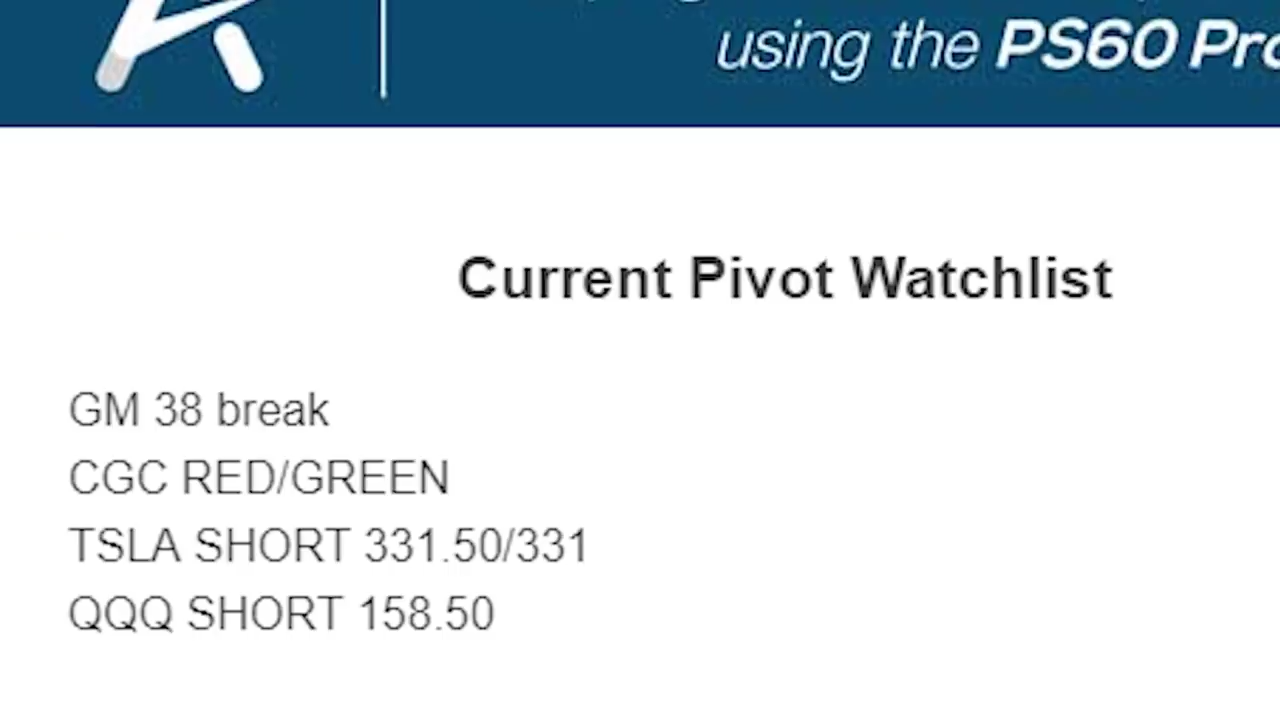 using the PS60
Current Pivot Watchlist
GM 38 break
CGC RED/GREEN
TSLA SHORT 331.50/331
QQQ SHORT 158.50